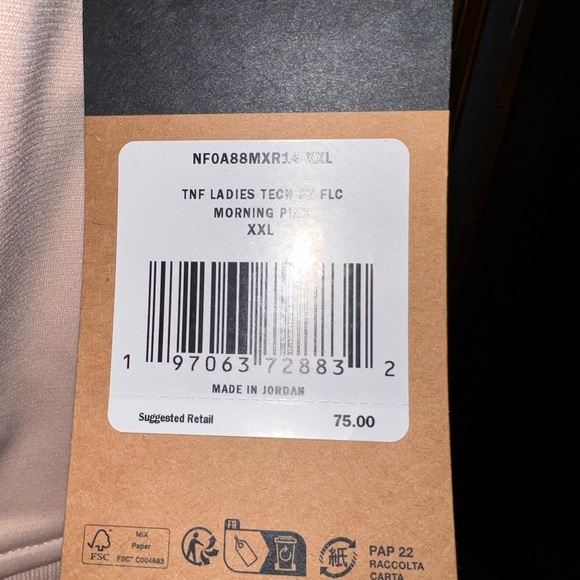 NF0A88MXR14-XXL
TNF LADIES TECH FLC
MORNING PINK
XXL
1 97063 72883 2
MADE IN JORDAN
Suggested Retail 75.00
FR
FSC
MIX
Paper
FSC® C004883
紙
PAP 22
RACCOLTA
CARTA